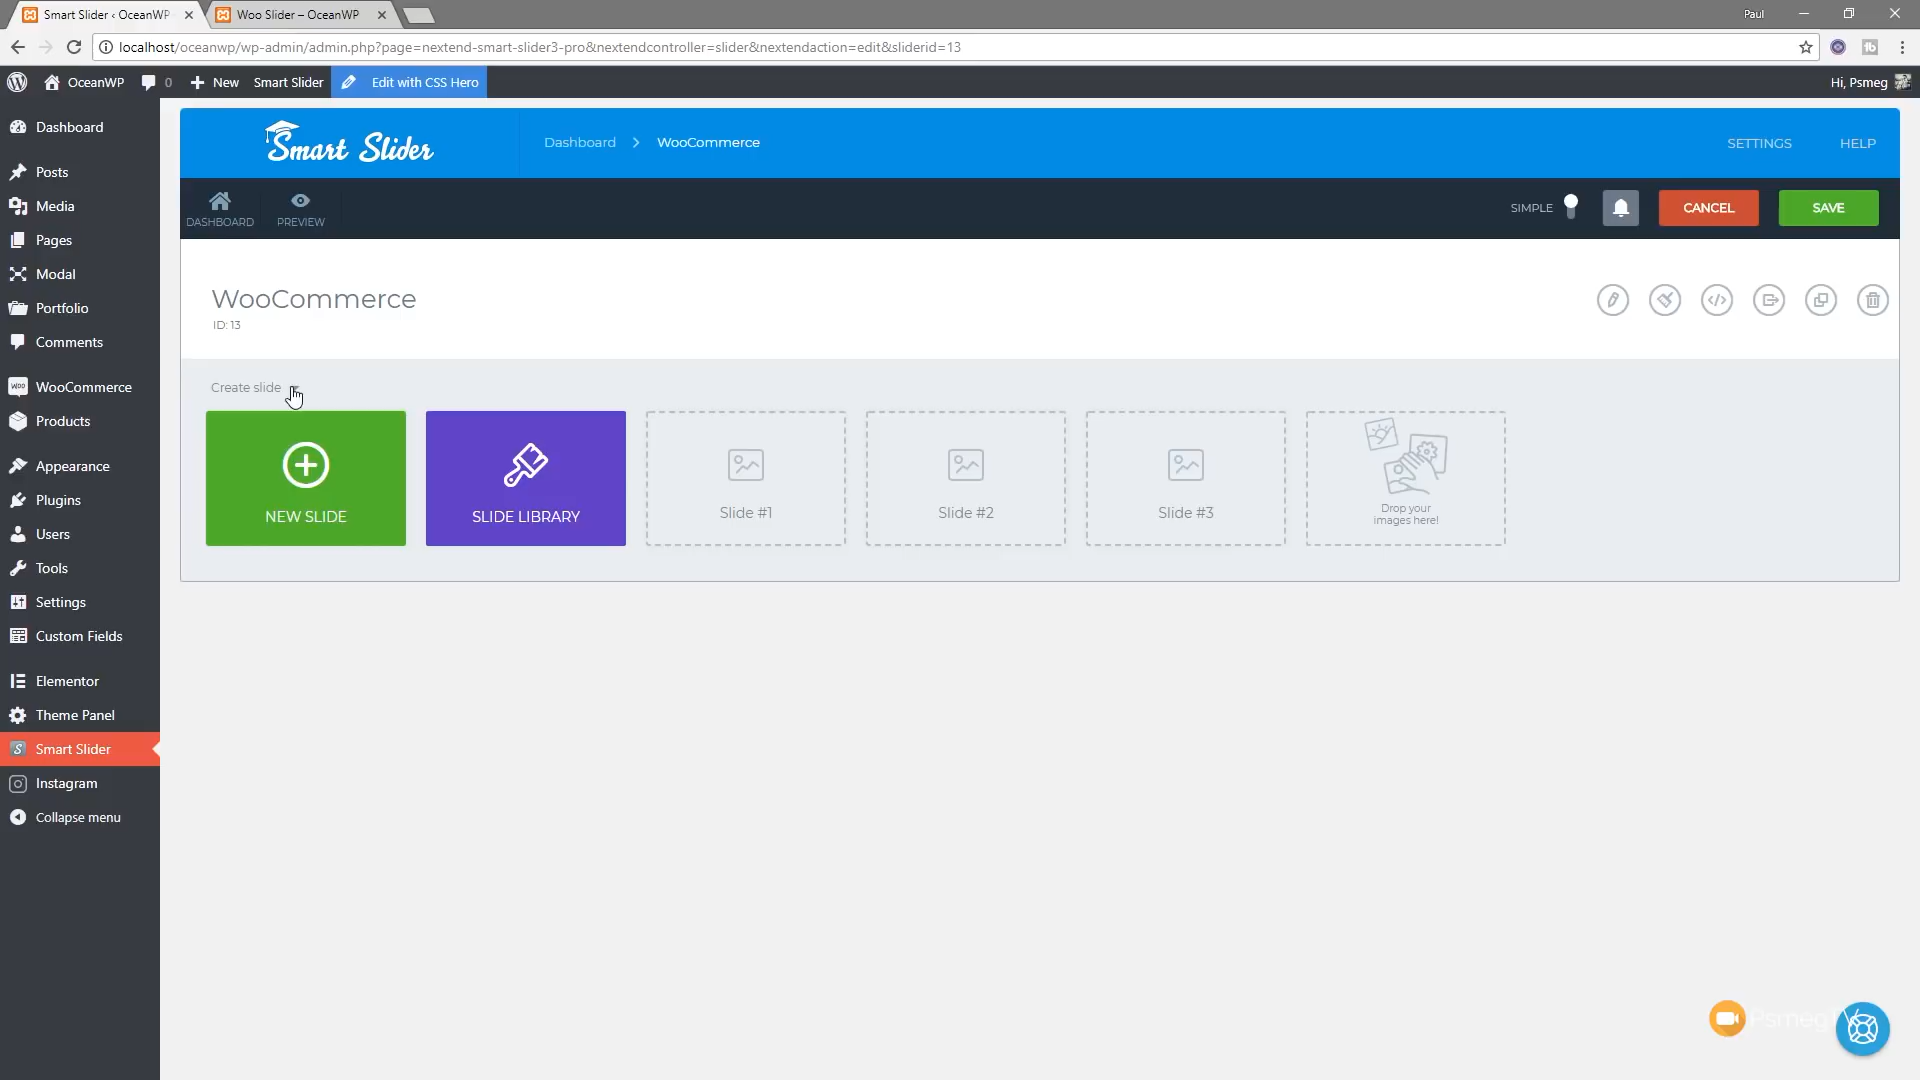 Smart Slider ‹ OceanWP
Woo Slider – OceanWP
Paul
localhost/oceanwp/wp-admin/admin.php?page=nextend-smart-slider3-pro&nextendcontroller=slider&nextendaction=edit&sliderid=13
OceanWP
0
New
Smart Slider
Edit with CSS Hero
Hi, Psmeg
Dashboard
Posts
Media
Pages
Modal
Portfolio
Comments
WooCommerce
Products
Appearance
Plugins
Users
Tools
Settings
Custom Fields
Elementor
Theme Panel
Smart Slider
Instagram
Collapse menu
Smart Slider
Dashboard
WooCommerce
SETTINGS
HELP
DASHBOARD
PREVIEW
SIMPLE
CANCEL
SAVE
WooCommerce
ID: 13
Create slide
NEW SLIDE
SLIDE LIBRARY
Slide #1
Slide #2
Slide #3
Drop your
images here!
PsmegTV